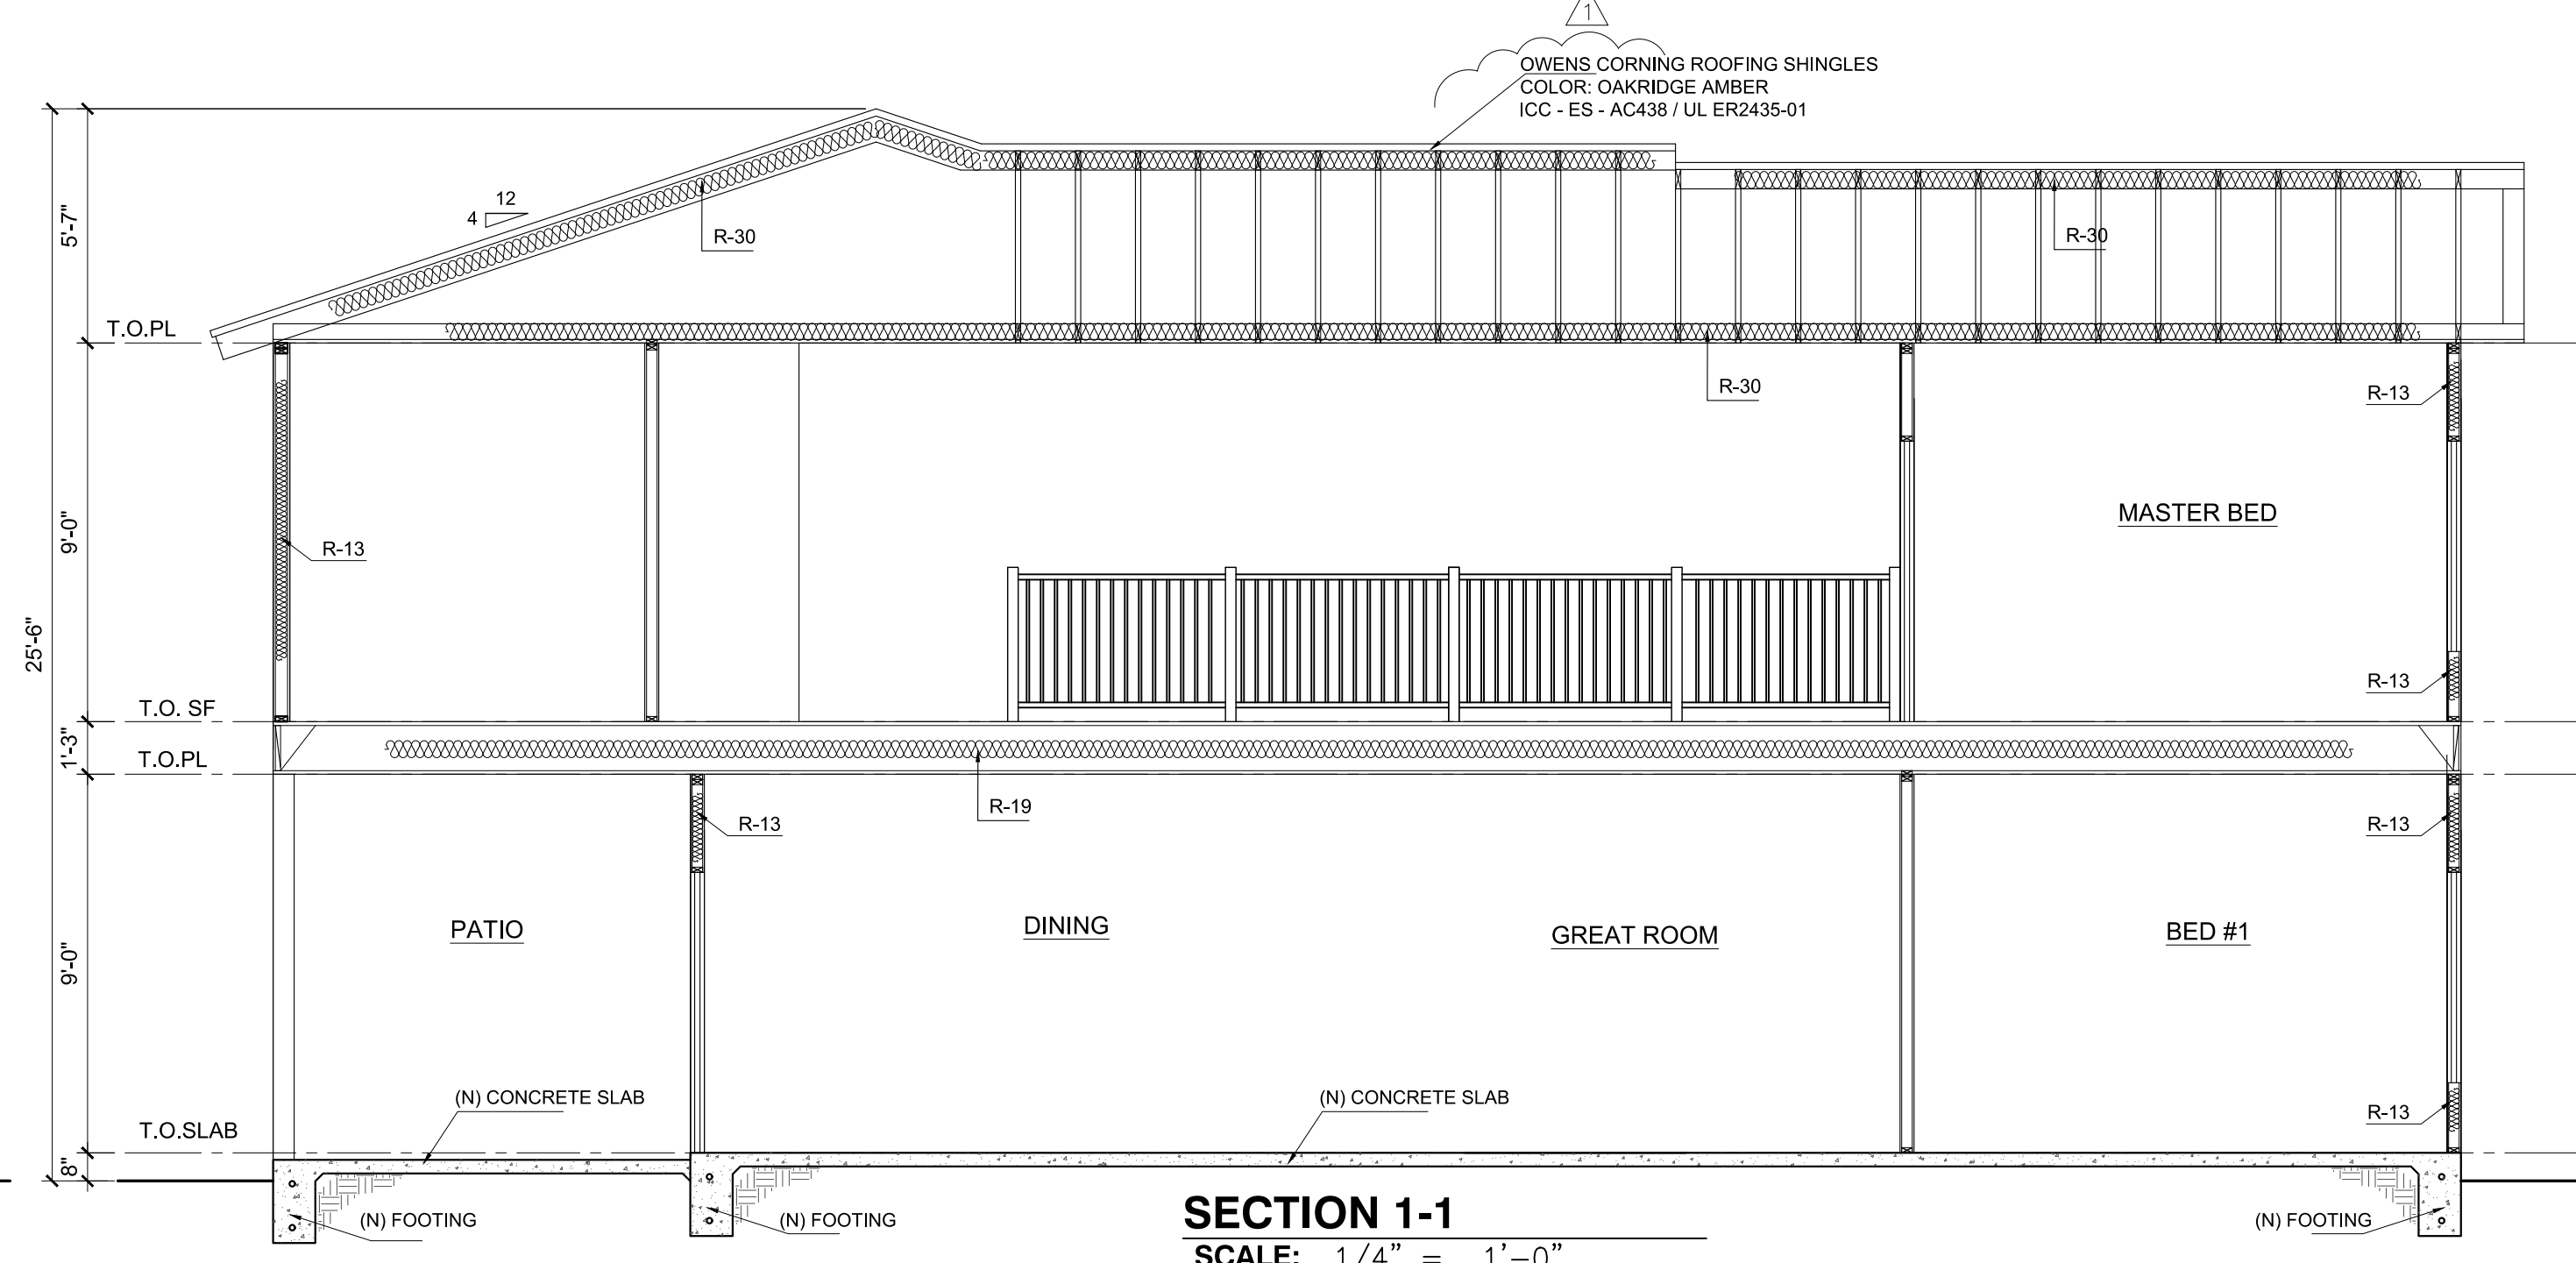 1
OWENS CORNING ROOFING SHINGLES
COLOR: OAKRIDGE AMBER
ICC - ES - AC438 / UL ER2435-01
12
4
5'-7"
R-30
R-30
T.O.PL
R-30
R-13
9'-0"
R-13
MASTER BED
25'-6"
R-13
T.O. SF
1'-3"
T.O.PL
R-19
R-13
R-13
PATIO
DINING
GREAT ROOM
BED #1
9'-0"
(N) CONCRETE SLAB
(N) CONCRETE SLAB
R-13
T.O.SLAB
8"
(N) FOOTING
(N) FOOTING
(N) FOOTING
SECTION 1-1
SCALE: 1/4" = 1'-0"